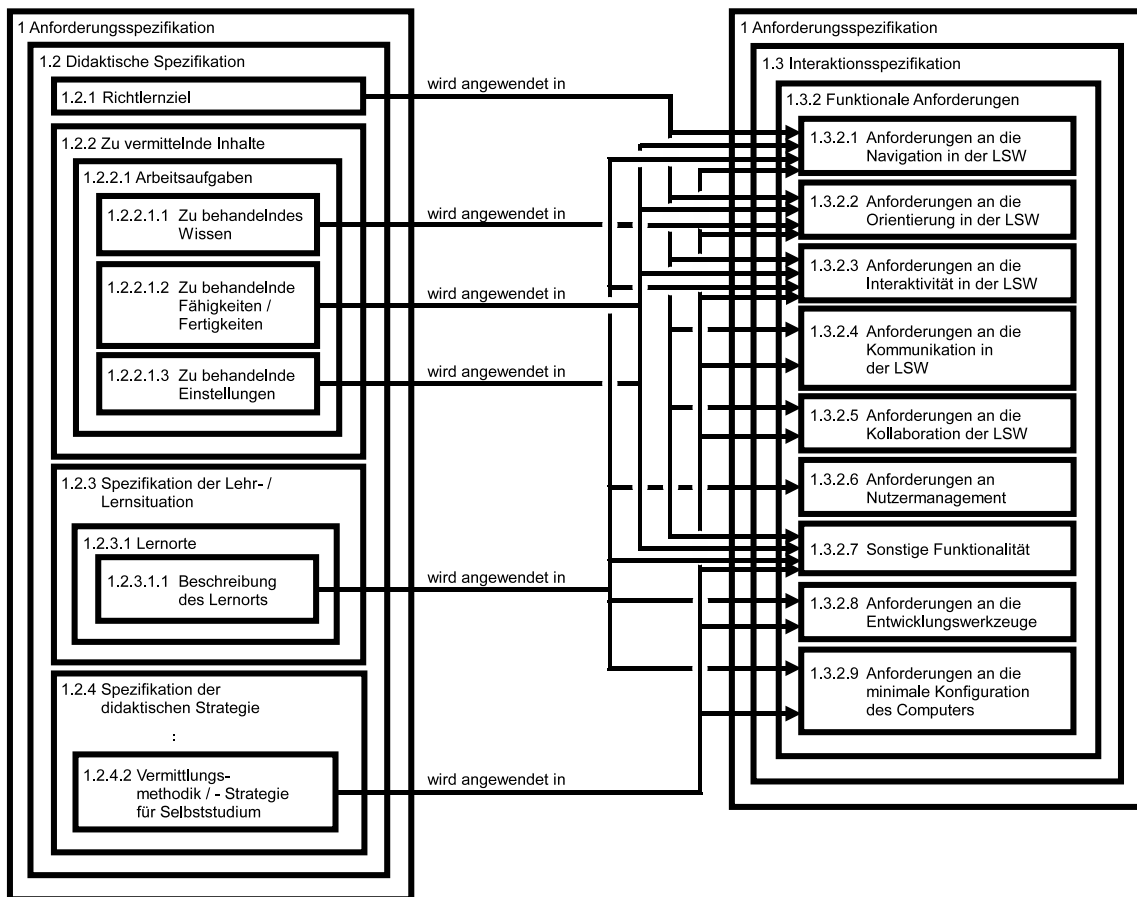 1 Anforderungsspezifikation
1.2 Didaktische Spezifikation
1.2.1 Richtlernziel
1.2.2 Zu vermittelnde Inhalte
1.2.2.1 Arbeitsaufgaben
1.2.2.1.1 Zu behandelndes
Wissen
1.2.2.1.2 Zu behandelnde
Fähigkeiten /
Fertigkeiten
1.2.2.1.3 Zu behandelnde
Einstellungen
1.2.3 Spezifikation der Lehr- /
Lernsituation
1.2.3.1 Lernorte
1.2.3.1.1 Beschreibung
des Lernorts
1.2.4 Spezifikation der
didaktischen Strategie
:
1.2.4.2 Vermittlungs-
methodik / - Strategie
für Selbststudium
wird angewendet in
wird angewendet in
wird angewendet in
wird angewendet in
wird angewendet in
wird angewendet in
1 Anforderungsspezifikation
1.3 Interaktionsspezifikation
1.3.2 Funktionale Anforderungen
1.3.2.1 Anforderungen an die
Navigation in der LSW
1.3.2.2 Anforderungen an die
Orientierung in der LSW
1.3.2.3 Anforderungen an die
Interaktivität in der LSW
1.3.2.4 Anforderungen an die
Kommunikation in
der LSW
1.3.2.5 Anforderungen an die
Kollaboration der LSW
1.3.2.6 Anforderungen an
Nutzermanagement
1.3.2.7 Sonstige Funktionalität
1.3.2.8 Anforderungen an die
Entwicklungswerkzeuge
1.3.2.9 Anforderungen an die
minimale Konfiguration
des Computers